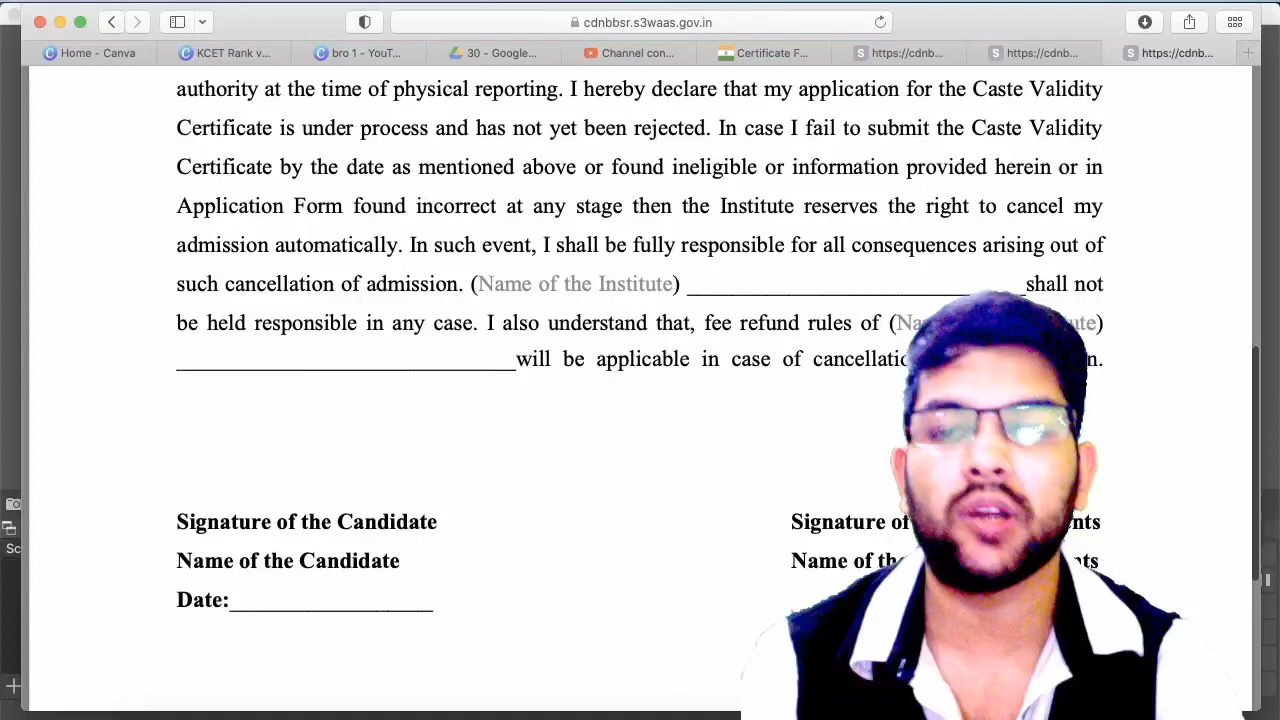 cdnbbsr.s3waas.gov.in
Home - Canva
KCET Rank v...
bro 1 - YouT...
30 - Google...
Channel con...
Certificate F...
https://cdnb...
https://cdnb...
https://cdnb...
authority at the time of physical reporting. I hereby declare that my application for the Caste Validity
Certificate is under process and has not yet been rejected. In case I fail to submit the Caste Validity
Certificate by the date as mentioned above or found ineligible or information provided herein or in
Application Form found incorrect at any stage then the Institute reserves the right to cancel my
admission automatically. In such event, I shall be fully responsible for all consequences arising out of
such cancellation of admission. (Name of the Institute) ______________________________shall not
be held responsible in any case. I also understand that, fee refund rules of (
______________________________will be applicable in case of
Signature of the Candidate
Signature of
Name of the Candidate
Name of
Date:__________________